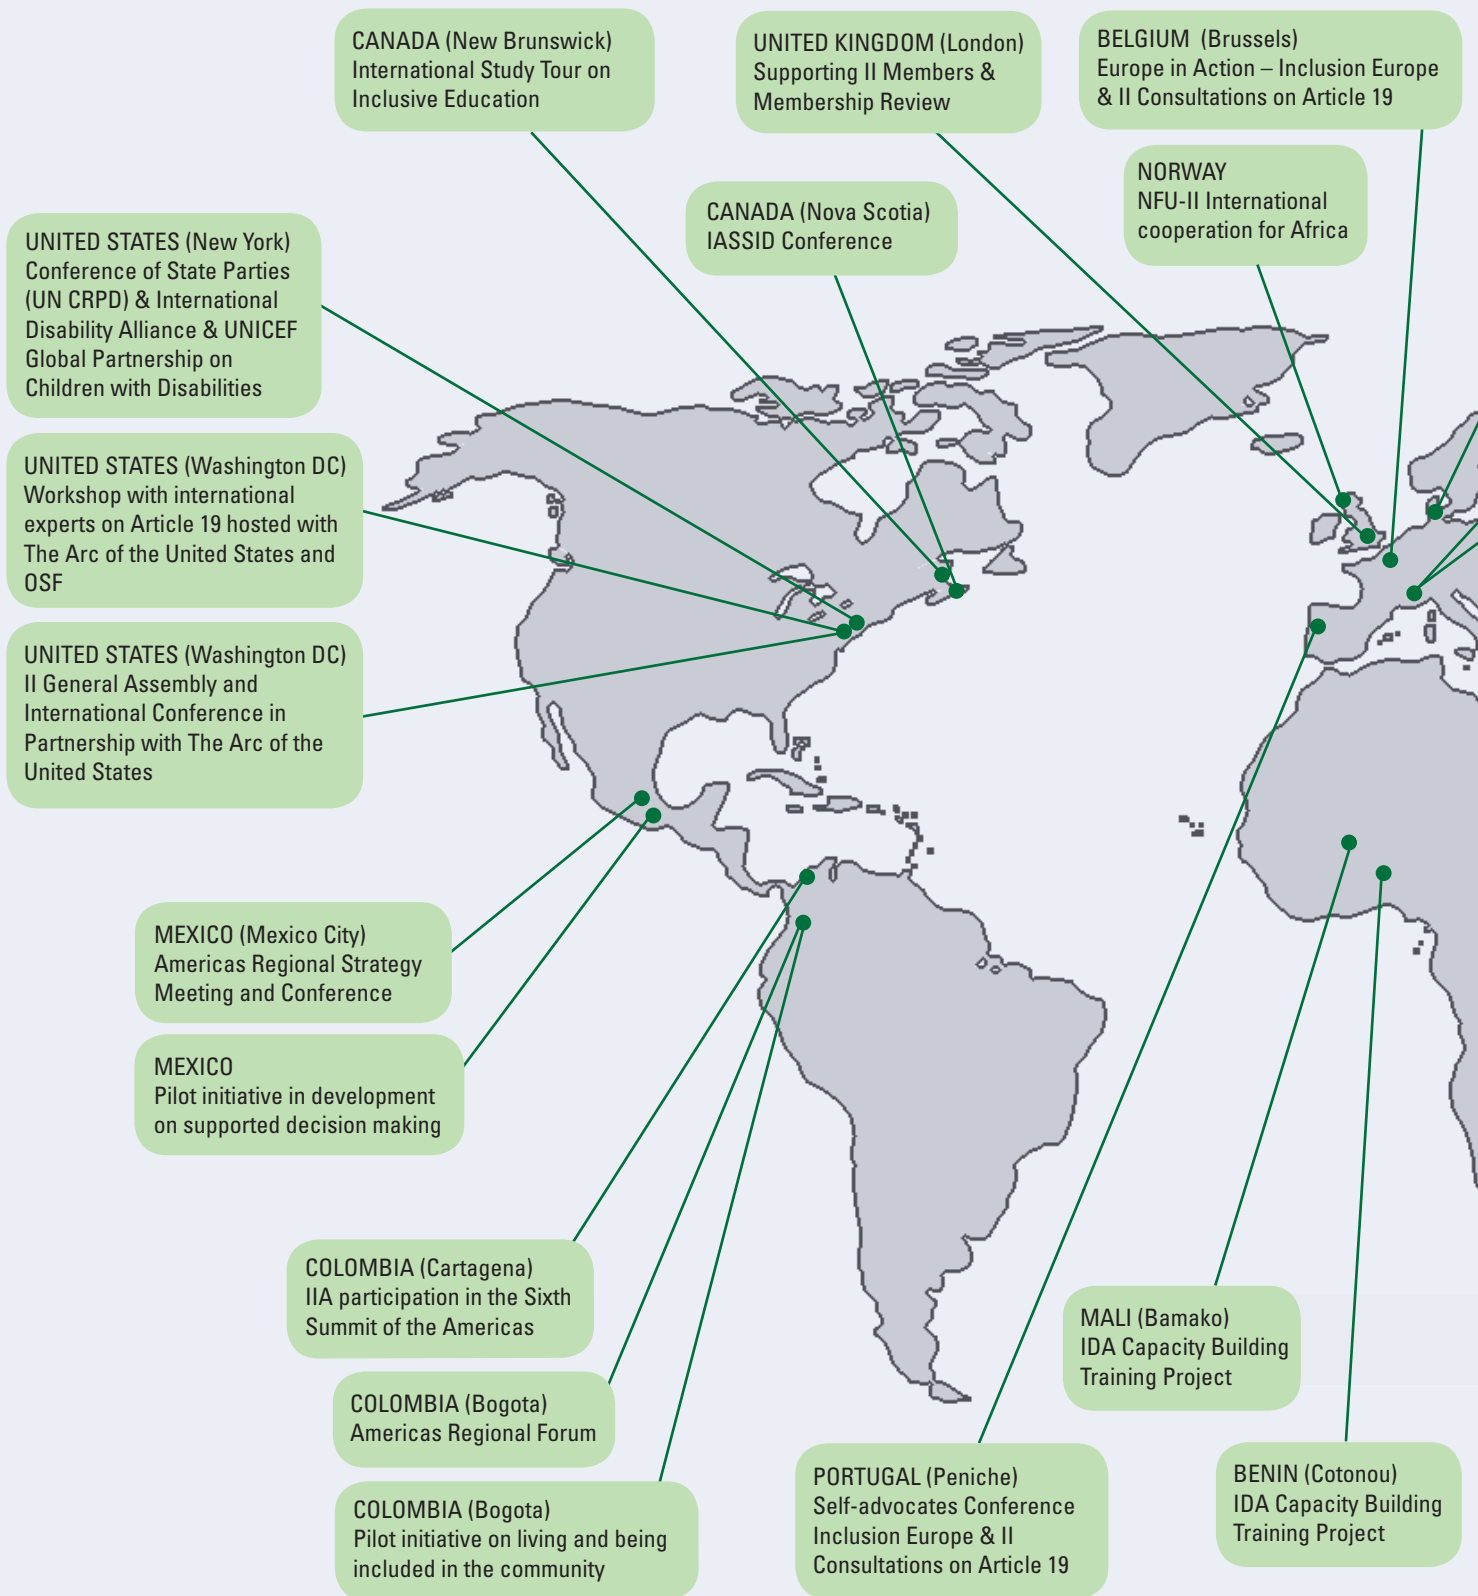 CANADA (New Brunswick)
International Study Tour on
Inclusive Education
UNITED KINGDOM (London)
Supporting II Members &
Membership Review
BELGIUM (Brussels)
Europe in Action – Inclusion Europe
& II Consultations on Article 19
NORWAY
NFU-II International
cooperation for Africa
CANADA (Nova Scotia)
IASSID Conference
UNITED STATES (New York)
Conference of State Parties
(UN CRPD) & International
Disability Alliance & UNICEF
Global Partnership on
Children with Disabilities
UNITED STATES (Washington DC)
Workshop with international
experts on Article 19 hosted with
The Arc of the United States and
OSF
UNITED STATES (Washington DC)
II General Assembly and
International Conference in
Partnership with The Arc of the
United States
MEXICO (Mexico City)
Americas Regional Strategy
Meeting and Conference
MEXICO
Pilot initiative in development
on supported decision making
COLOMBIA (Cartagena)
IIA participation in the Sixth
Summit of the Americas
COLOMBIA (Bogota)
Americas Regional Forum
COLOMBIA (Bogota)
Pilot initiative on living and being
included in the community
PORTUGAL (Peniche)
Self-advocates Conference
Inclusion Europe & II
Consultations on Article 19
MALI (Bamako)
IDA Capacity Building
Training Project
BENIN (Cotonou)
IDA Capacity Building
Training Project